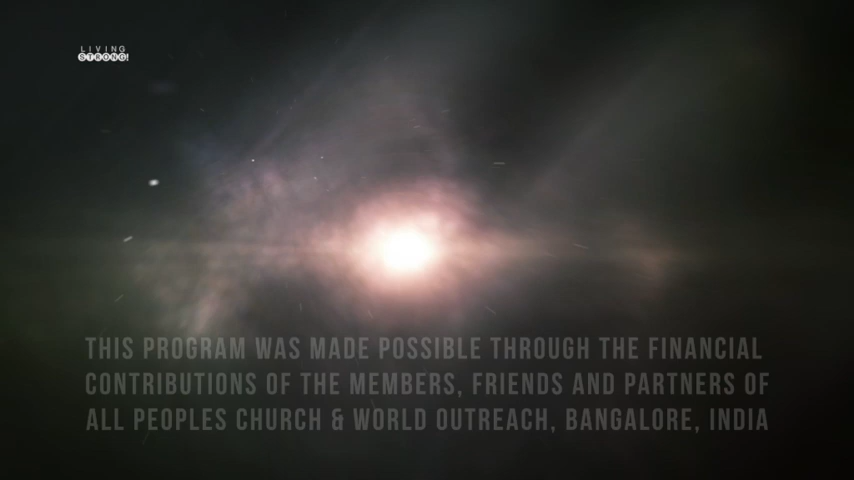 LIVING
STRONG!
THIS PROGRAM WAS MADE POSSIBLE THROUGH THE FINANCIAL
CONTRIBUTIONS OF THE MEMBERS, FRIENDS AND PARTNERS OF
ALL PEOPLES CHURCH & WORLD OUTREACH, BANGALORE, INDIA